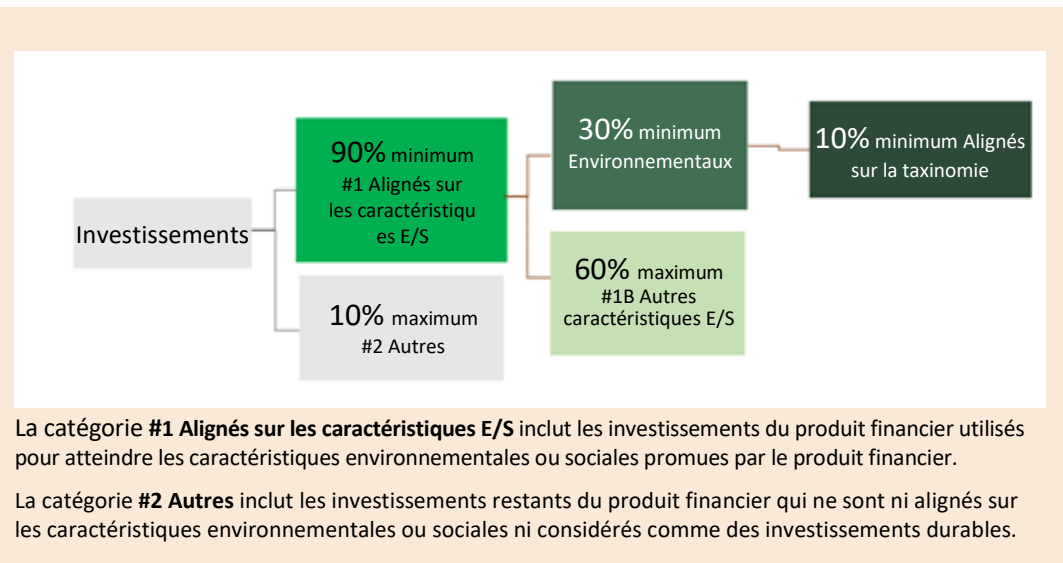 Investissements
90% minimum
#1 Alignés sur
les caractéristiqu
es E/S
10% maximum
#2 Autres
30% minimum
Environnementaux
60% maximum
#1B Autres
caractéristiques E/S
10% minimum Alignés
sur la taxinomie
La catégorie #1 Alignés sur les caractéristiques E/S inclut les investissements du produit financier utilisés
pour atteindre les caractéristiques environnementales ou sociales promues par le produit financier.
La catégorie #2 Autres inclut les investissements restants du produit financier qui ne sont ni alignés sur
les caractéristiques environnementales ou sociales ni considérés comme des investissements durables.